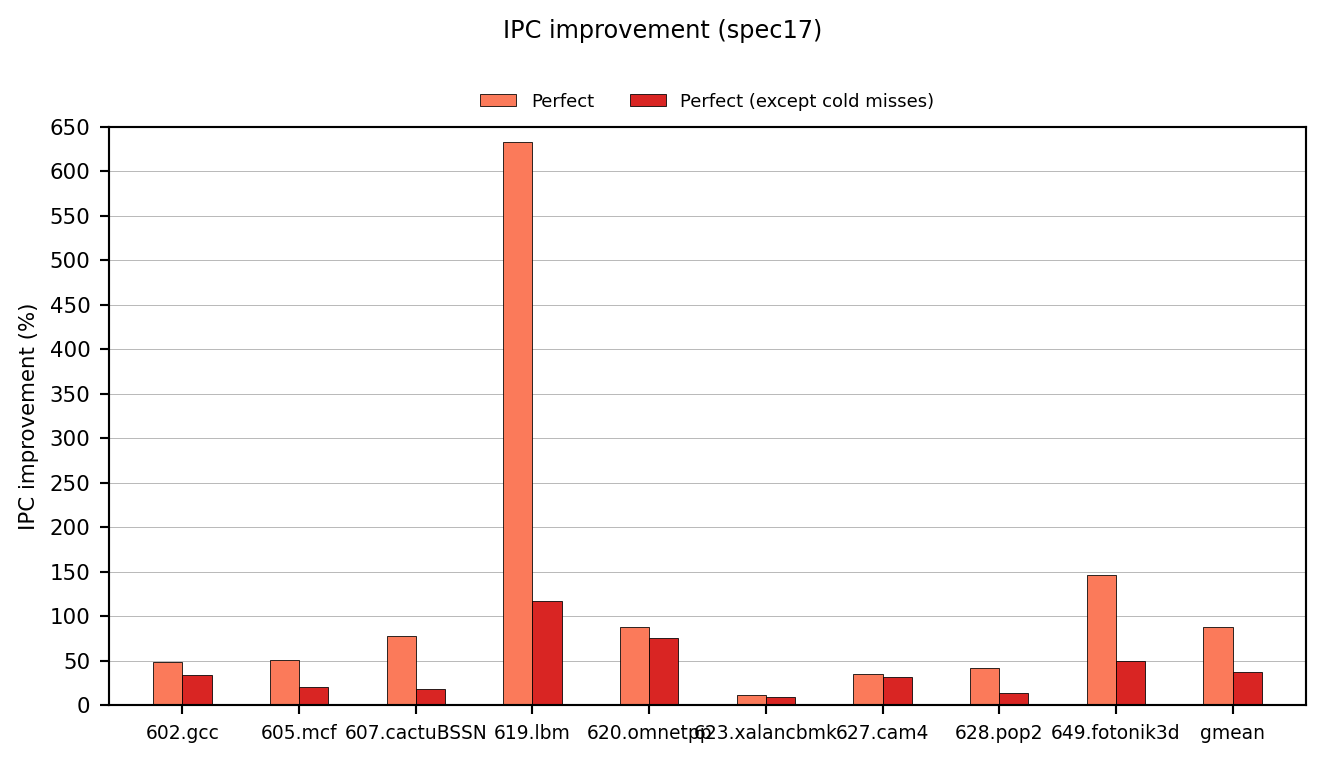 IPC improvement (spec17)
Perfect
Perfect (except cold misses)
650
600
550
500
450
400
350
300
250
200
150
100
50
0
IPC improvement (%)
602.gcc
605.mcf
607.cactuBSSN
619.lbm
620.omnetpp
623.xalancbmk
627.cam4
628.pop2
649.fotonik3d
gmean